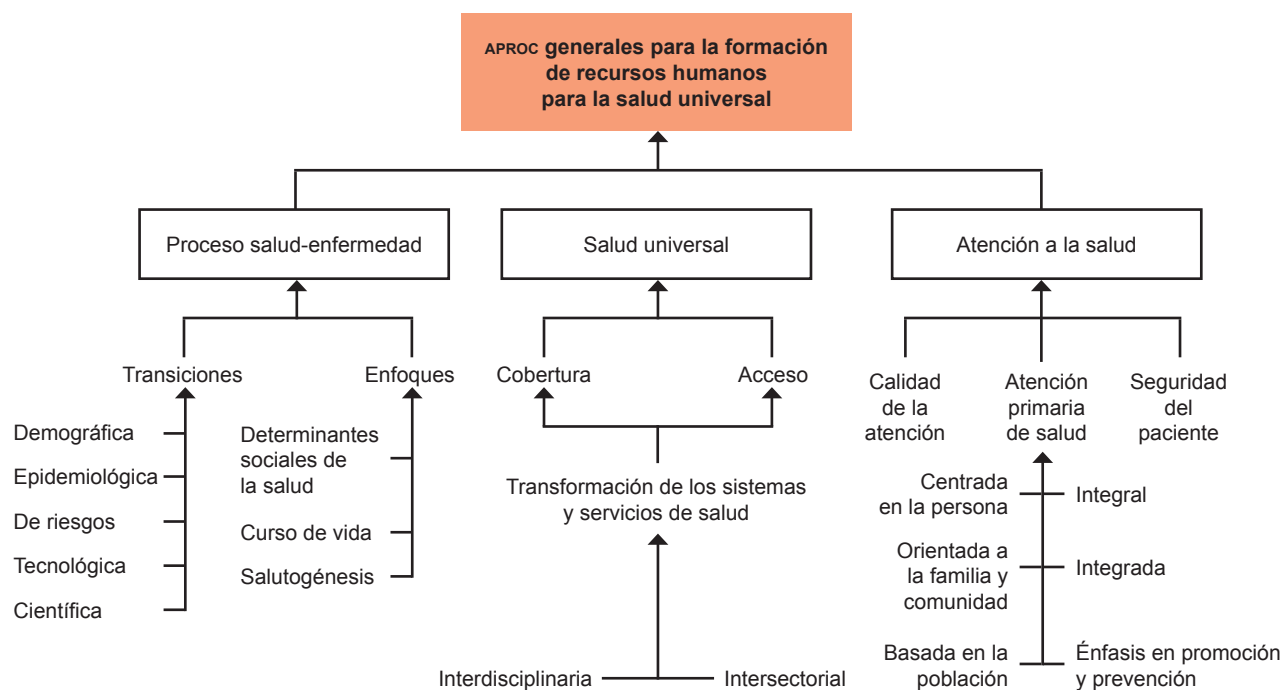 APROC generales para la formación
de recursos humanos
para la salud universal
Proceso salud-enfermedad
Salud universal
Atención a la salud
Transiciones
Enfoques
Cobertura
Acceso
Calidad
de la
atención
Atención
primaria
de salud
Seguridad
del
paciente
Demográfica
Epidemiológica
De riesgos
Tecnológica
Científica
Determinantes
sociales de
la salud
Curso de vida
Salutogénesis
Transformación de los sistemas
y servicios de salud
Interdisciplinaria
Intersectorial
Centrada
en la persona
Orientada a
la familia y
comunidad
Basada en la
población
Integral
Integrada
Énfasis en promoción
y prevención